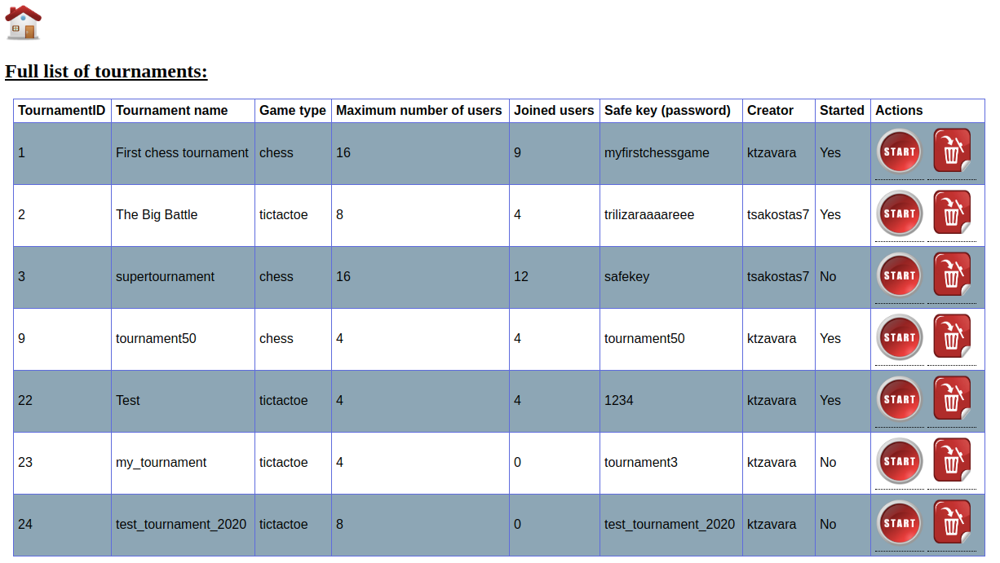 Full list of tournaments:
TournamentID Tournament name Game type Maximum number of users Joined users Safe key (password) Creator Started Actions
1 First chess tournament chess 16 9 myfirstchessgame ktzavara Yes START
2 The Big Battle tictactoe 8 4 trilizaraaaareee tsakostas7 Yes START
3 supertournament chess 16 12 safekey tsakostas7 No START
9 tournament50 chess 4 4 tournament50 ktzavara Yes START
22 Test tictactoe 4 4 1234 ktzavara Yes START
23 my_tournament tictactoe 4 0 tournament3 ktzavara No START
24 test_tournament_2020 tictactoe 8 0 test_tournament_2020 ktzavara No START